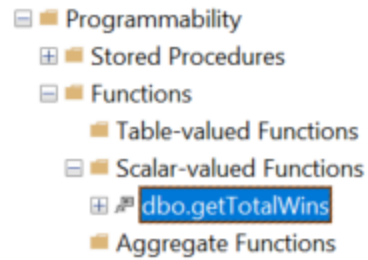 Programmability
Stored Procedures
Functions
Table-valued Functions
Scalar-valued Functions
dbo.getTotalWins
Aggregate Functions